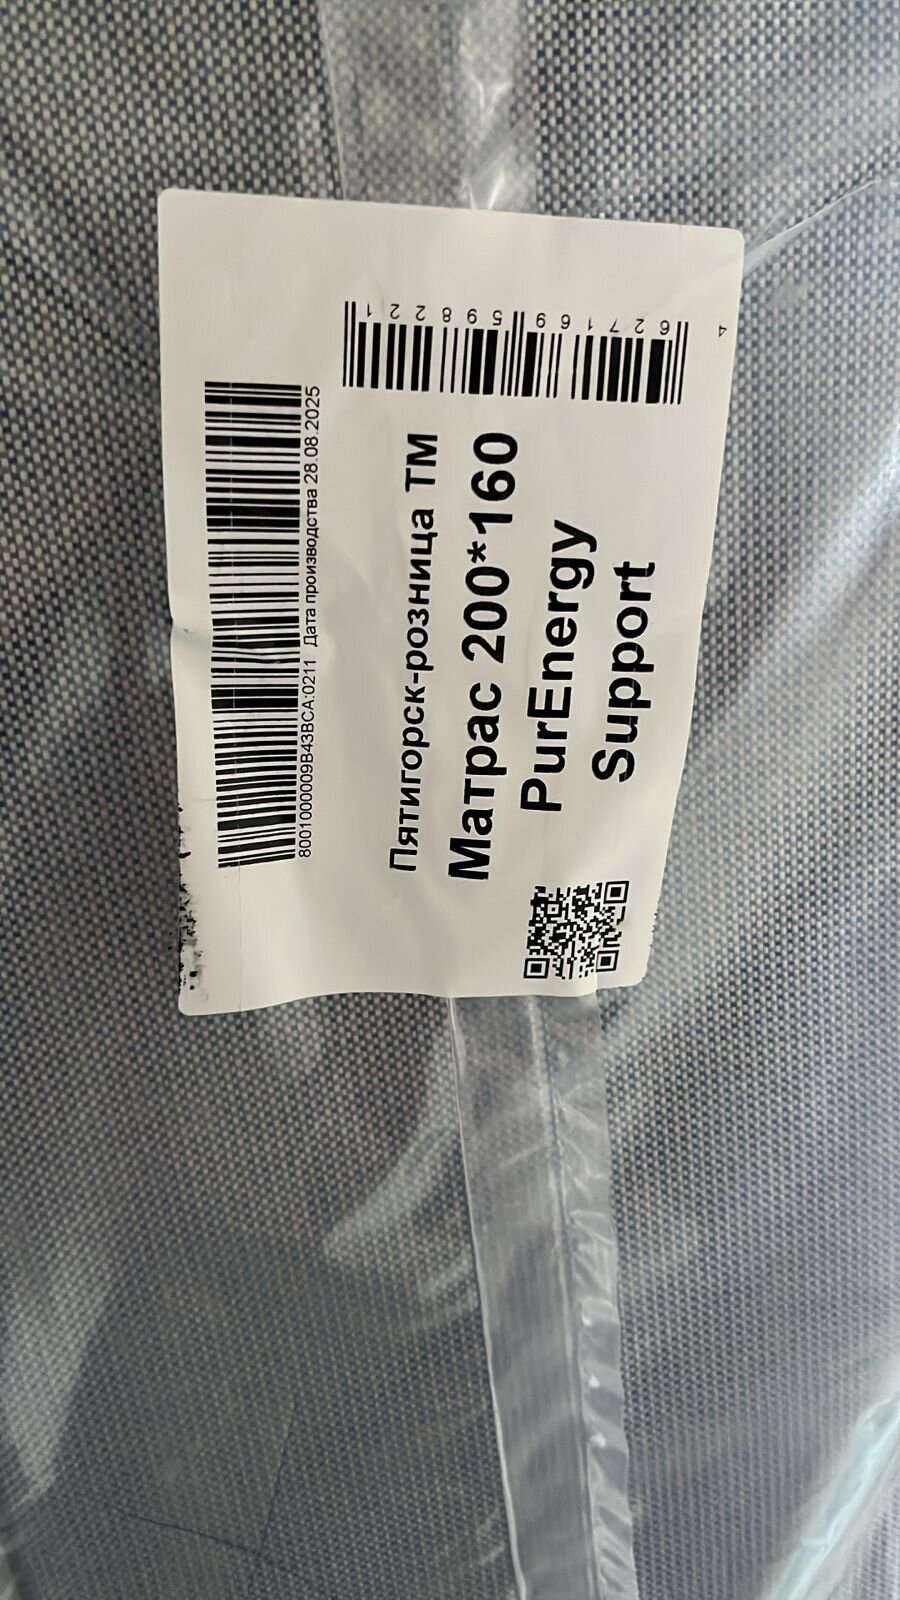 8001000009B43BCA:0211 Дата производства 28.08.2025
Пятигорск-розница ТМ
Матрас 200*160
PurEnergy
Support
4 627169 598221